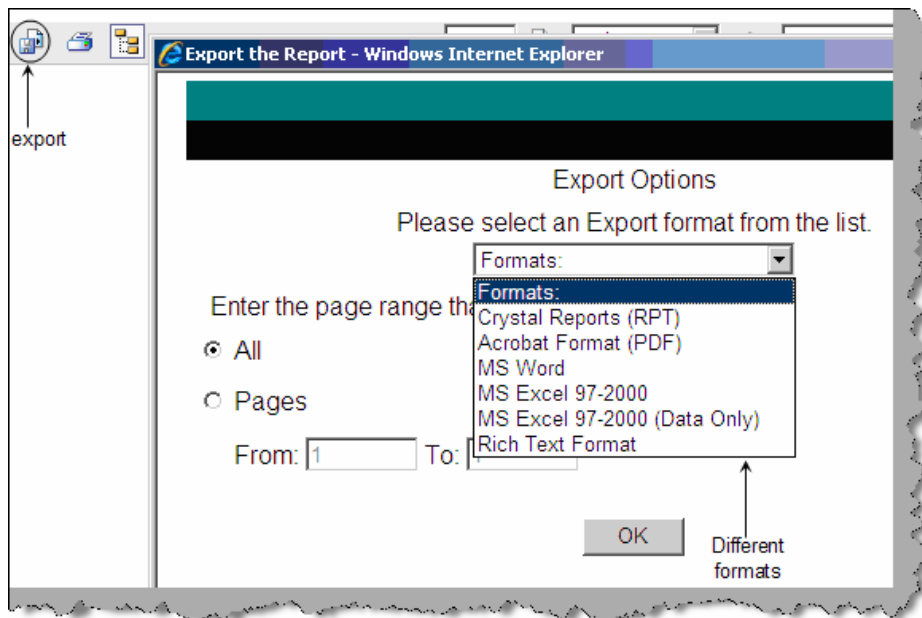 Export the Report - Windows Internet Explorer
export
Export Options
Please select an Export format from the list.
Formats:
Formats:
Crystal Reports (RPT)
Acrobat Format (PDF)
MS Word
MS Excel 97-2000
MS Excel 97-2000 (Data Only)
Rich Text Format
Enter the page range
All
Pages
From: 1 To:
OK
Different
formats